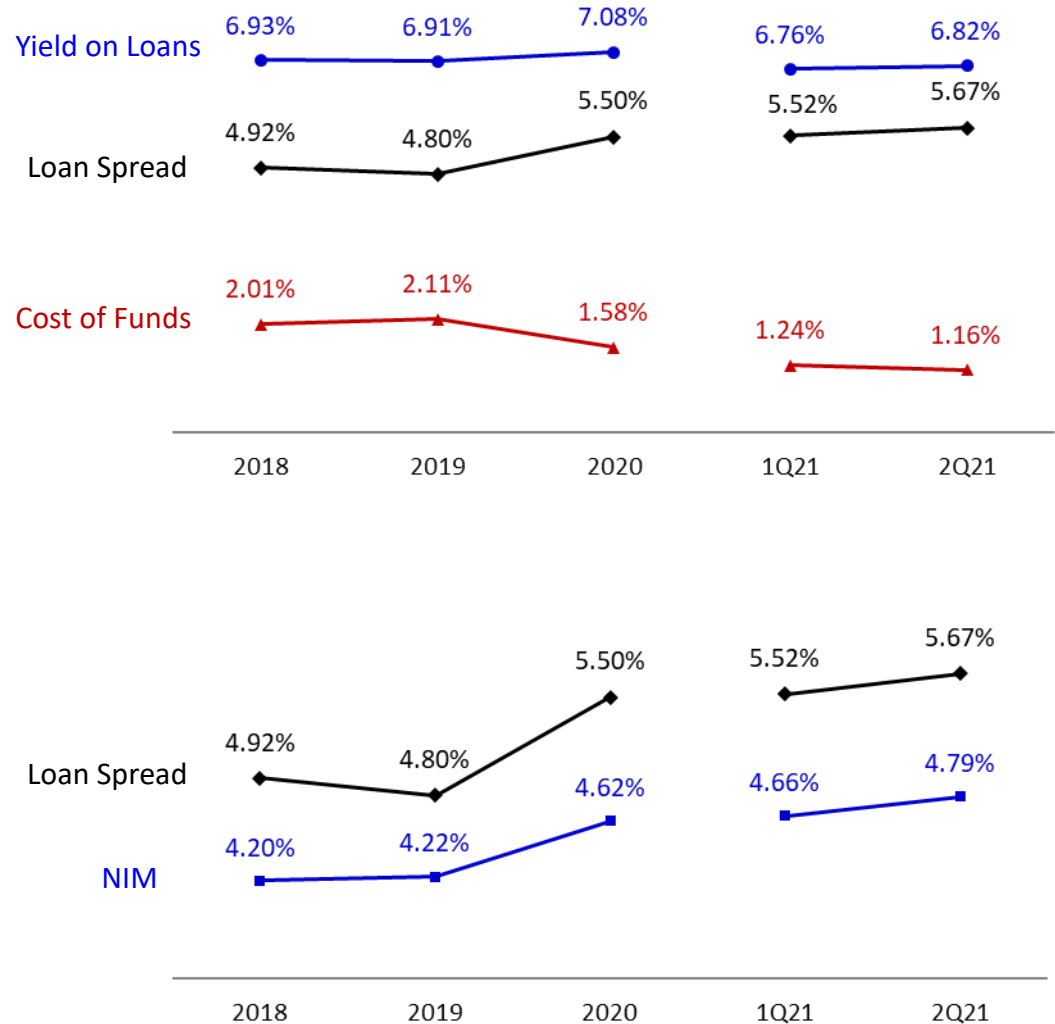 6.93% 6.91% 7.08% 6.76% 6.82%
Yield on Loans
4.92% 4.80% 5.50% 5.52% 5.67%
Loan Spread
2.01% 2.11% 1.58% 1.24% 1.16%
Cost of Funds
2018 2019 2020 1Q21 2Q21
4.92% 4.80% 5.50% 5.52% 5.67%
Loan Spread
4.20% 4.22% 4.62% 4.66% 4.79%
NIM
2018 2019 2020 1Q21 2Q21